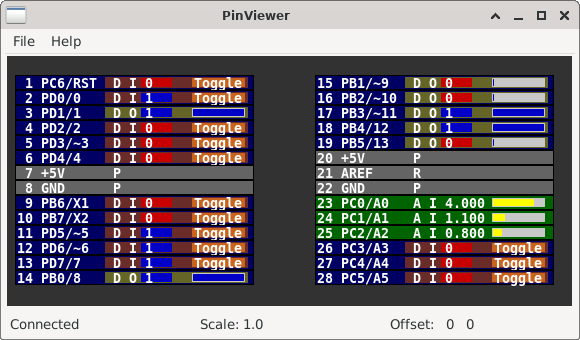 PinViewer
File Help
1 PC6/RST D I 0 Toggle
2 PD0/0 D I 1 Toggle
3 PD1/1 D O 1
4 PD2/2 D I 0 Toggle
5 PD3/~3 D I 0 Toggle
6 PD4/4 D I 0 Toggle
7 +5V P
8 GND P
9 PB6/X1 D I 0 Toggle
10 PB7/X2 D I 0 Toggle
11 PD5/~5 D I 1 Toggle
12 PD6/~6 D I 1 Toggle
13 PD7/7 D I 1 Toggle
14 PB0/8 D O 1
15 PB1/~9 D O 0
16 PB2/~10 D O 0
17 PB3/~11 D O 1
18 PB4/12 D O 1
19 PB5/13 D O 0
20 +5V P
21 AREF R
22 GND P
23 PC0/A0 A I 4.000
24 PC1/A1 A I 1.100
25 PC2/A2 A I 0.800
26 PC3/A3 D I 0 Toggle
27 PC4/A4 D I 0 Toggle
28 PC5/A5 D I 0 Toggle
Connected Scale: 1.0 Offset: 0 0